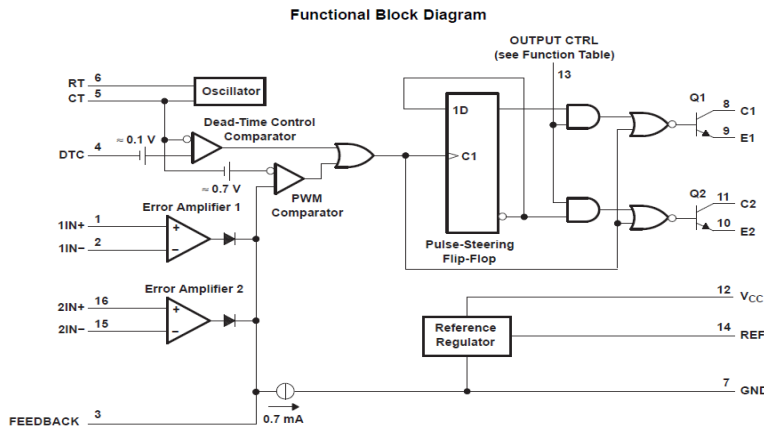 Functional Block Diagram
OUTPUT CTRL
(see Function Table)
13
RT 6
CT 5
Oscillator
Dead-Time Control
Comparator
DTC 4
≈ 0.1 V
≈ 0.7 V
PWM
Comparator
1D
C1
Pulse-Steering
Flip-Flop
Q1
8 C1
9 E1
Q2
11 C2
10 E2
Error Amplifier 1
1IN+ 1
+
1IN− 2
−
Error Amplifier 2
2IN+ 16
+
2IN− 15
−
12 VCC
Reference
Regulator
14 REF
7 GND
0.7 mA
FEEDBACK 3